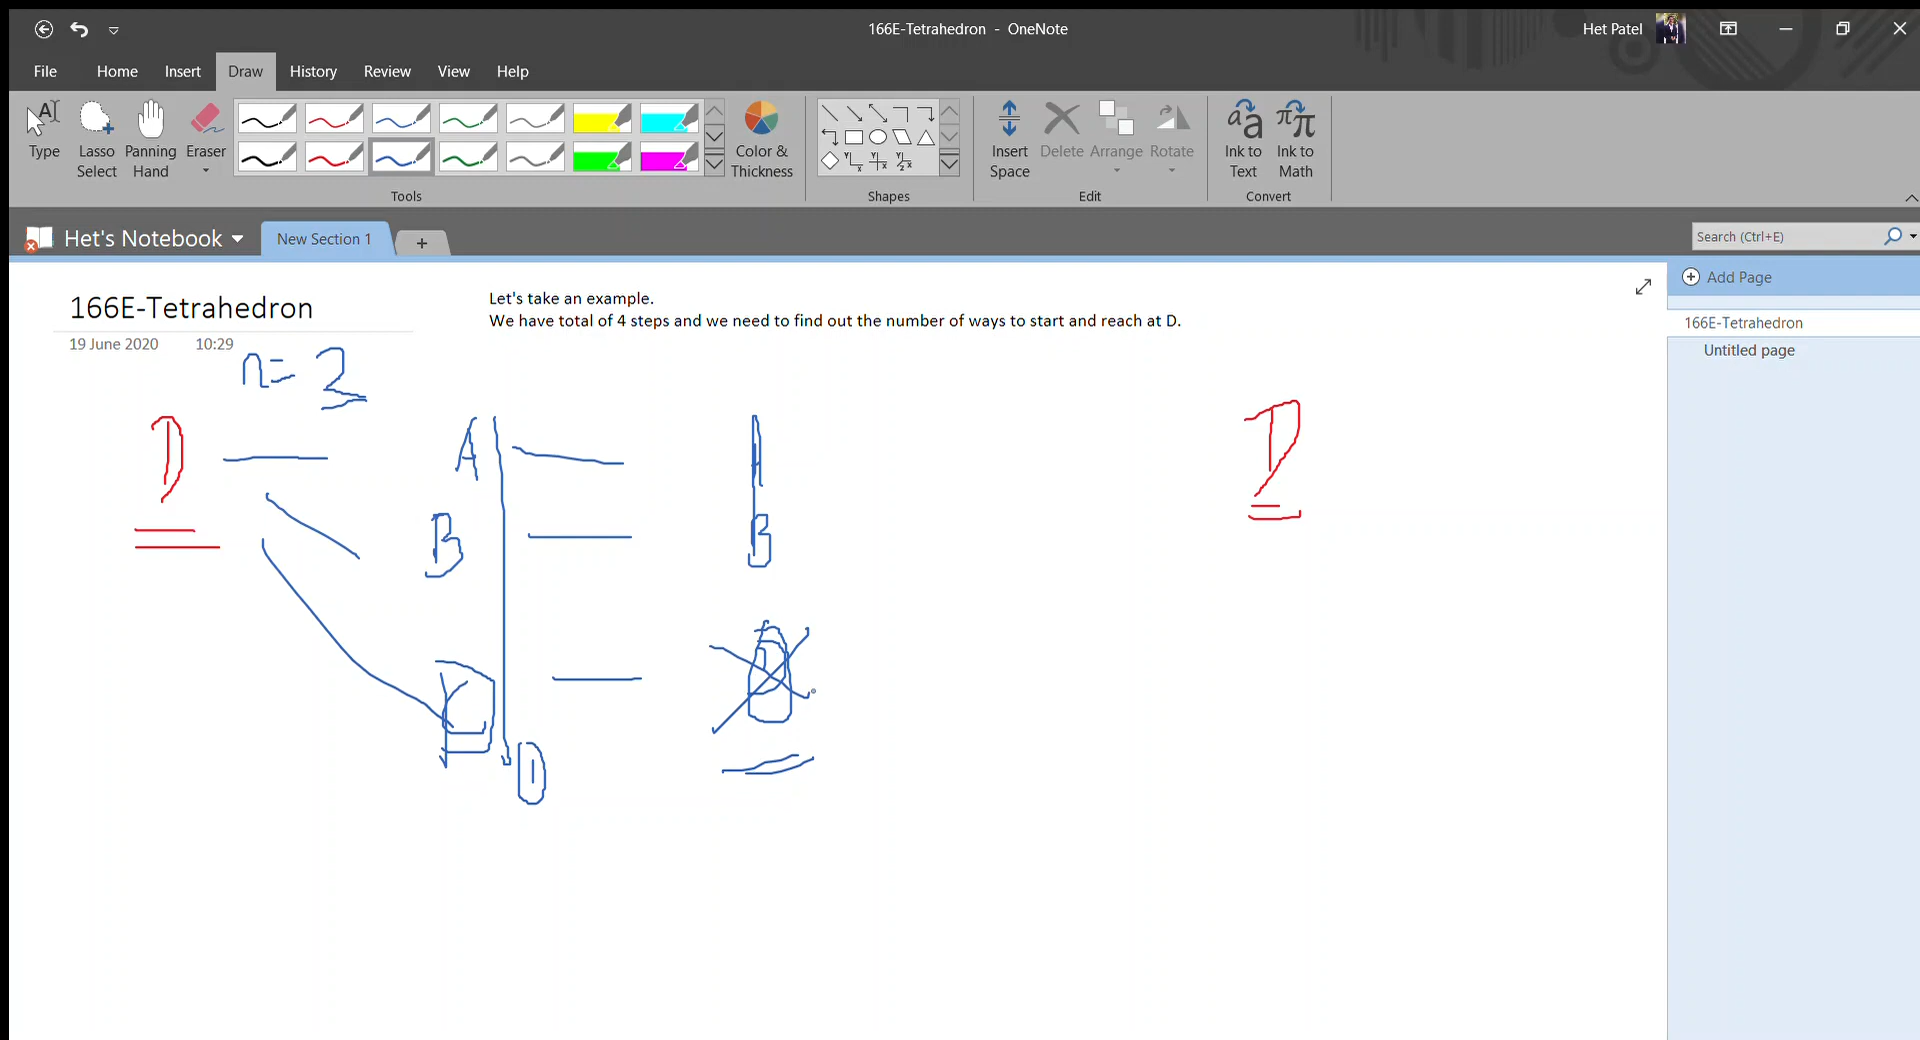 166E-Tetrahedron - OneNote
Het Patel
File Home Insert Draw History Review View Help
Type
Lasso Select
Panning Hand
Eraser
Color & Thickness
Insert Space
Delete
Arrange
Rotate
Ink to Text
Ink to Math
Tools
Shapes
Edit
Convert
Het's Notebook
New Section 1
Search (Ctrl+E)
Add Page
166E-Tetrahedron
Untitled page
166E-Tetrahedron
19 June 2020 10:29
Let's take an example.
We have total of 4 steps and we need to find out the number of ways to start and reach at D.
n = 2
D A A D
B B
C
D